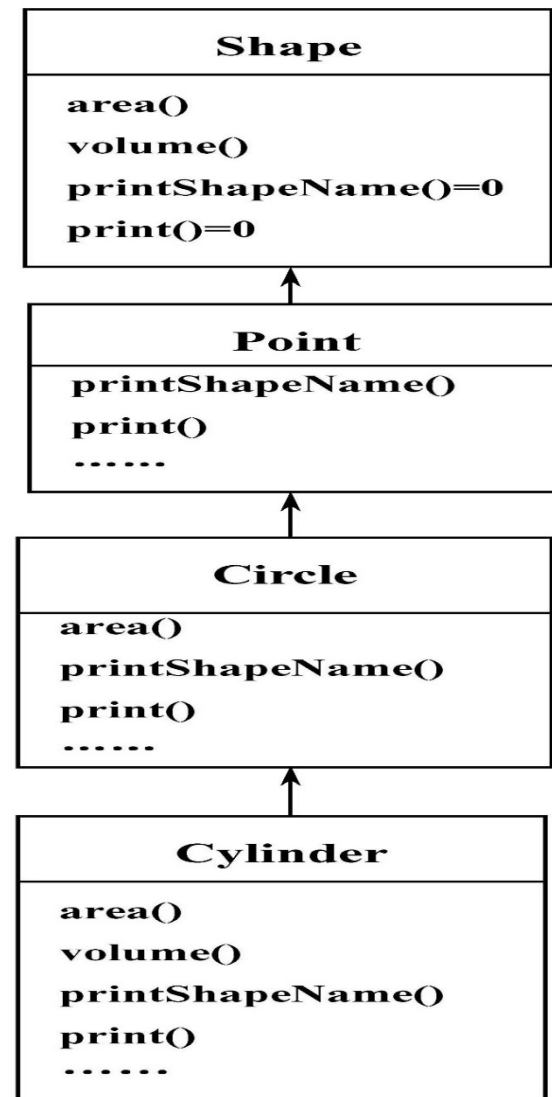 Shape
area()
volume()
printShapeName()=0
print()=0
Point
printShapeName()
print()
……
Circle
area()
printShapeName()
print()
……
Cylinder
area()
volume()
printShapeName()
print()
……